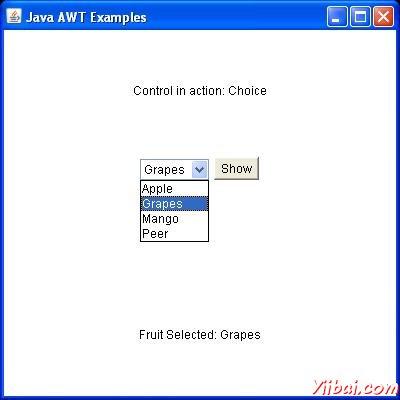 Java AWT Examples
Control in action: Choice
Grapes Show
Apple
Grapes
Mango
Peer
Fruit Selected: Grapes
Yiibai.com